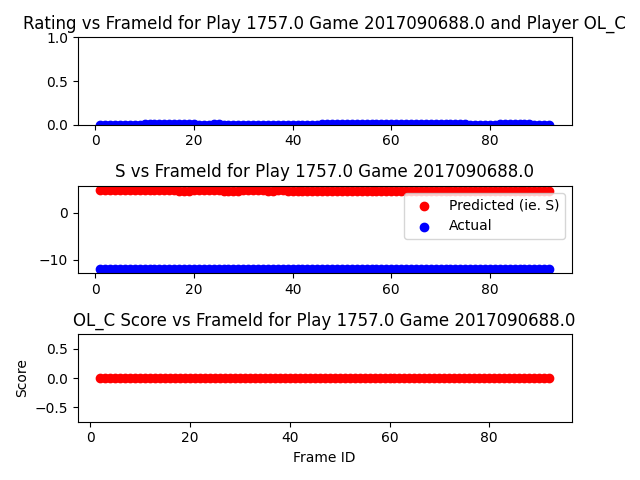 Rating vs FrameId for Play 1757.0 Game 2017090688.0 and Player OL_C
1.0
0.5
0.0
0 20 40 60 80
S vs FrameId for Play 1757.0 Game 2017090688.0
0
−10
Predicted (ie. S)
Actual
0 20 40 60 80
OL_C Score vs FrameId for Play 1757.0 Game 2017090688.0
Score
0.5
0.0
−0.5
0 20 40 60 80
Frame ID